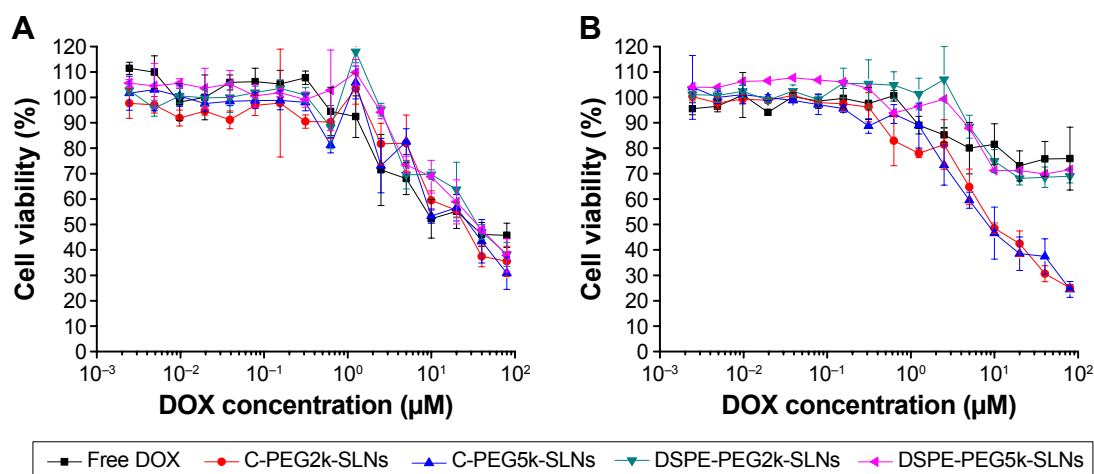 A
B
120
110
100
90
80
70
60
50
40
30
20
10
0
Cell viability (%)
10⁻³ 10⁻² 10⁻¹ 10⁰ 10¹ 10²
DOX concentration (µM)
120
110
100
90
80
70
60
50
40
30
20
10
0
Cell viability (%)
10⁻³ 10⁻² 10⁻¹ 10⁰ 10¹ 10²
DOX concentration (µM)
Free DOX C-PEG2k-SLNs C-PEG5k-SLNs DSPE-PEG2k-SLNs DSPE-PEG5k-SLNs